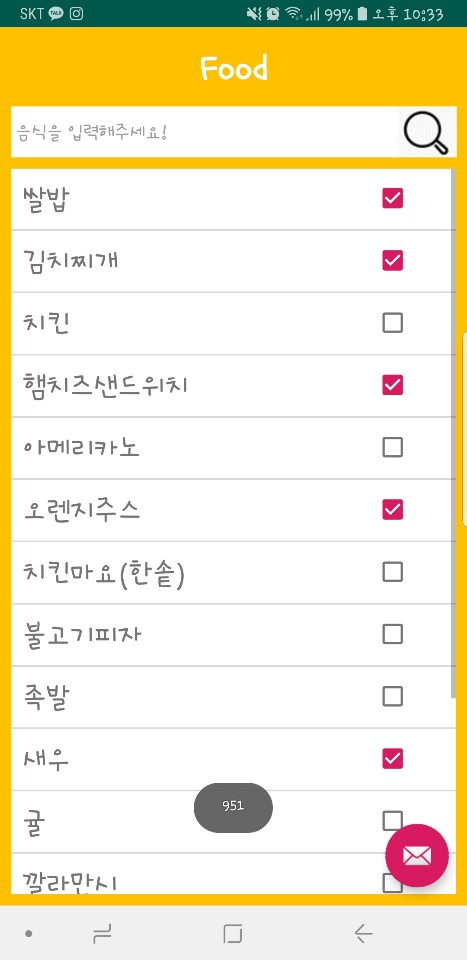 SKT TALK 99% 오후 10:33
Food
음식을 입력해주세요!
쌀밥
김치찌개
치킨
햄치즈샌드위치
아메리카노
오렌지주스
치킨마요(한솥)
불고기피자
족발
새우
951
귤
깔라만시